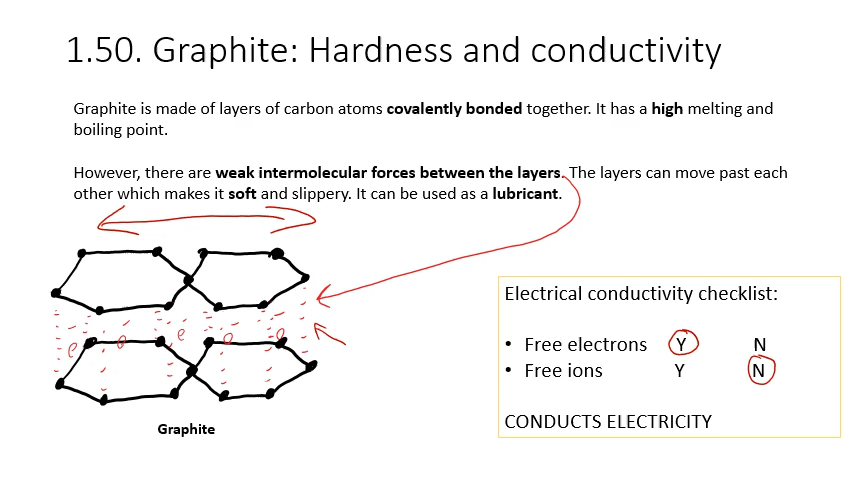 1.50. Graphite: Hardness and conductivity
Graphite is made of layers of carbon atoms covalently bonded together. It has a high melting and
boiling point.
However, there are weak intermolecular forces between the layers. The layers can move past each
other which makes it soft and slippery. It can be used as a lubricant.
e e e e e
Graphite
Electrical conductivity checklist:
• Free electrons Y N
• Free ions Y N
CONDUCTS ELECTRICITY